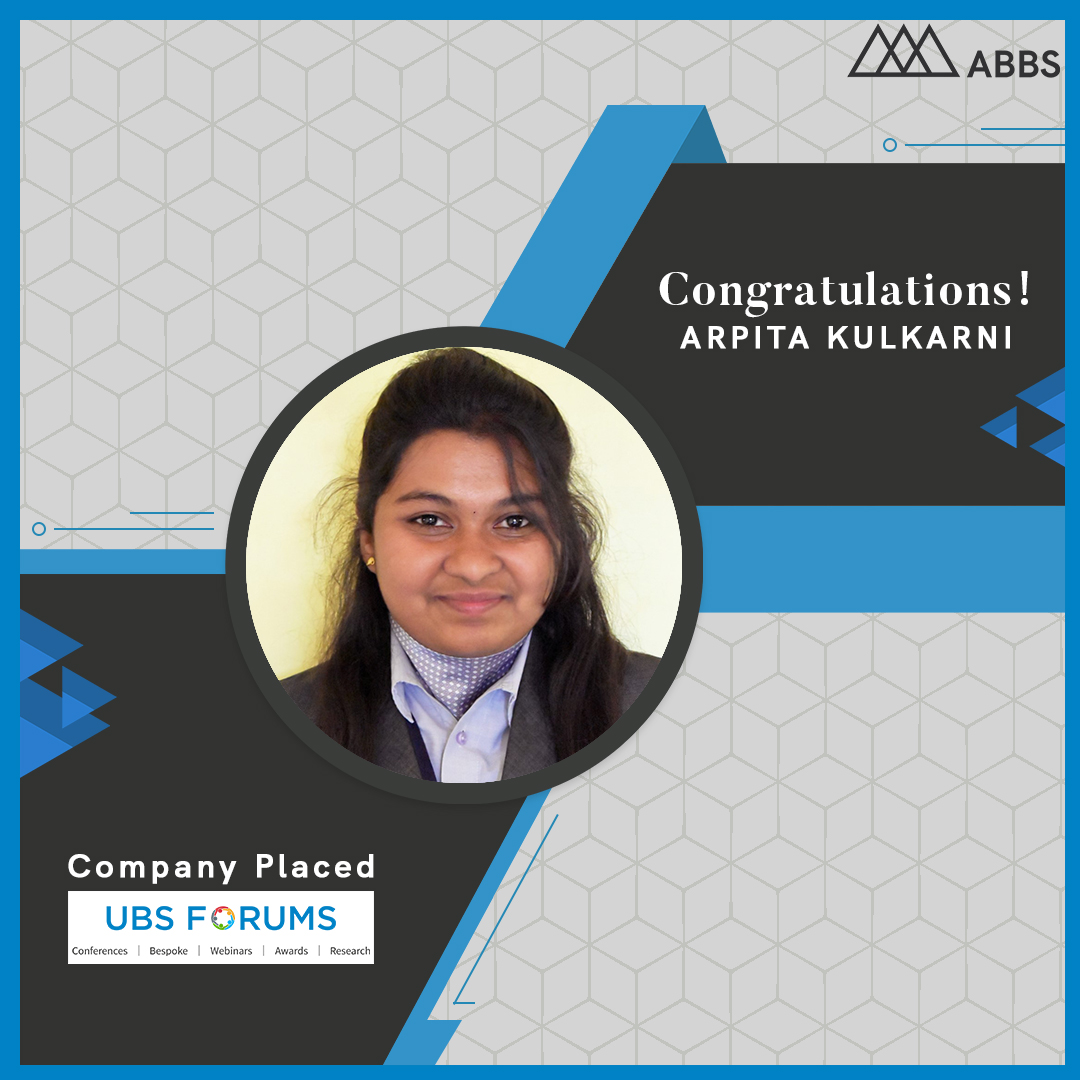 ABBS
Congratulations!
ARPITA KULKARNI
Company Placed
UBS FORUMS
Conferences | Bespoke | Webinars | Awards | Research